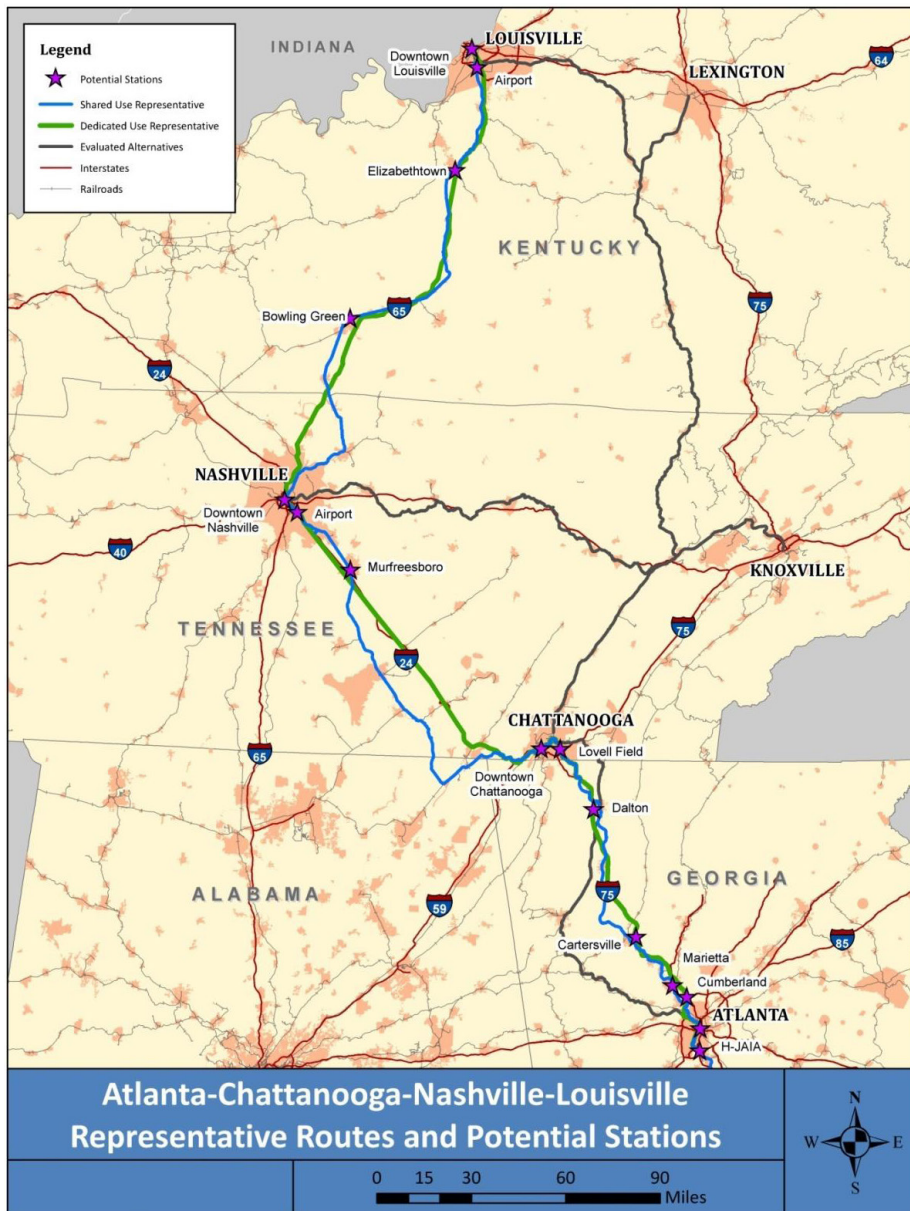 Legend
Potential Stations
Shared Use Representative
Dedicated Use Representative
Evaluated Alternatives
Interstates
Railroads
INDIANA
LOUISVILLE
Downtown
Louisville
Airport
LEXINGTON
64
Elizabethtown
KENTUCKY
Bowling Green
65
75
24
NASHVILLE
Downtown
Nashville
Airport
40
Murfreesboro
KNOXVILLE
TENNESSEE
75
24
CHATTANOOGA
65
Lovell Field
Downtown
Chattanooga
Dalton
ALABAMA
GEORGIA
75
59
85
Cartersville
Marietta
Cumberland
ATLANTA
H-JAIA
Atlanta-Chattanooga-Nashville-Louisville
Representative Routes and Potential Stations
N
W E
S
0 15 30 60 90
Miles